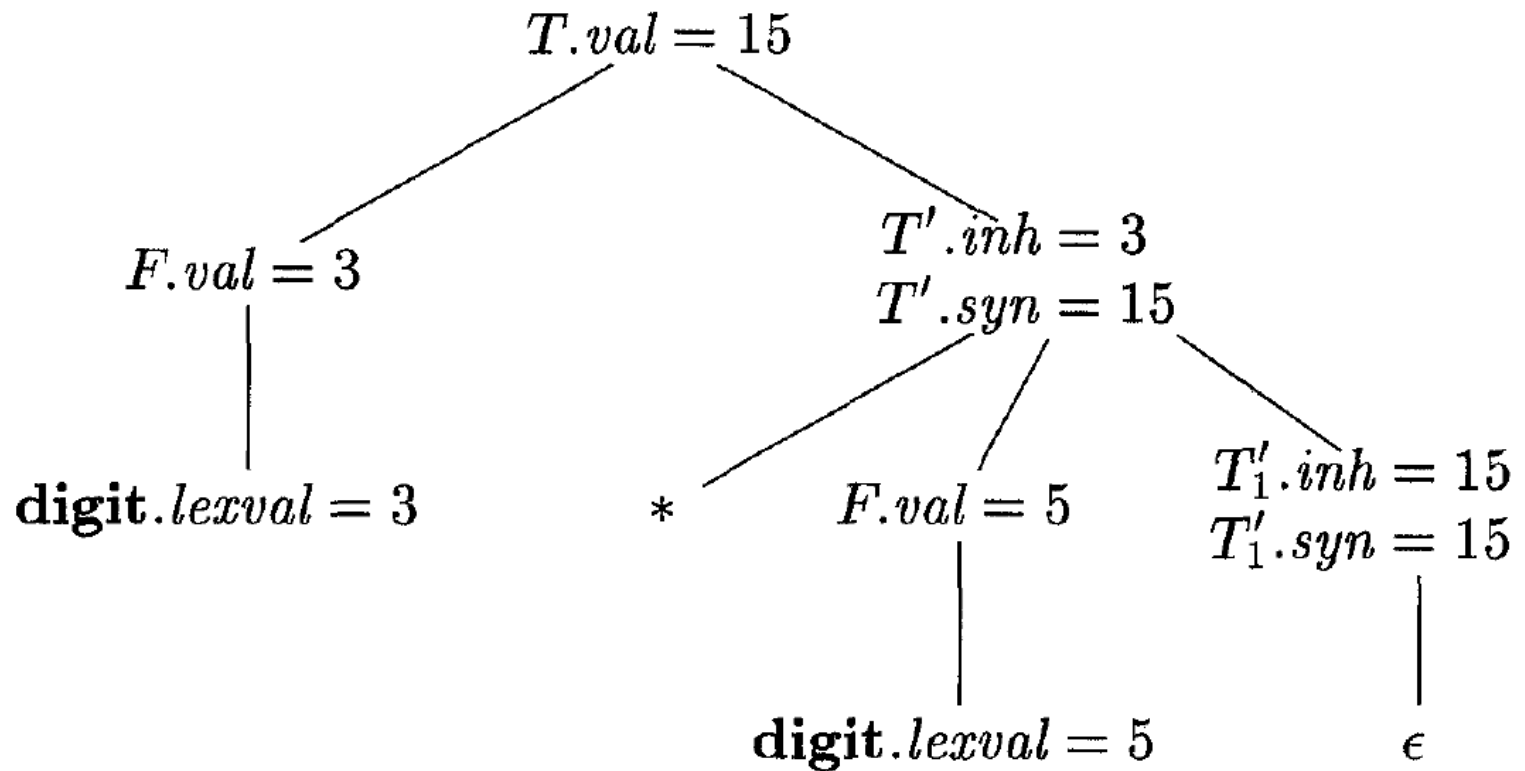 T.val = 15
F.val = 3
T′.inh = 3
T′.syn = 15
digit.lexval = 3
*
F.val = 5
T′₁.inh = 15
T′₁.syn = 15
digit.lexval = 5
ϵ